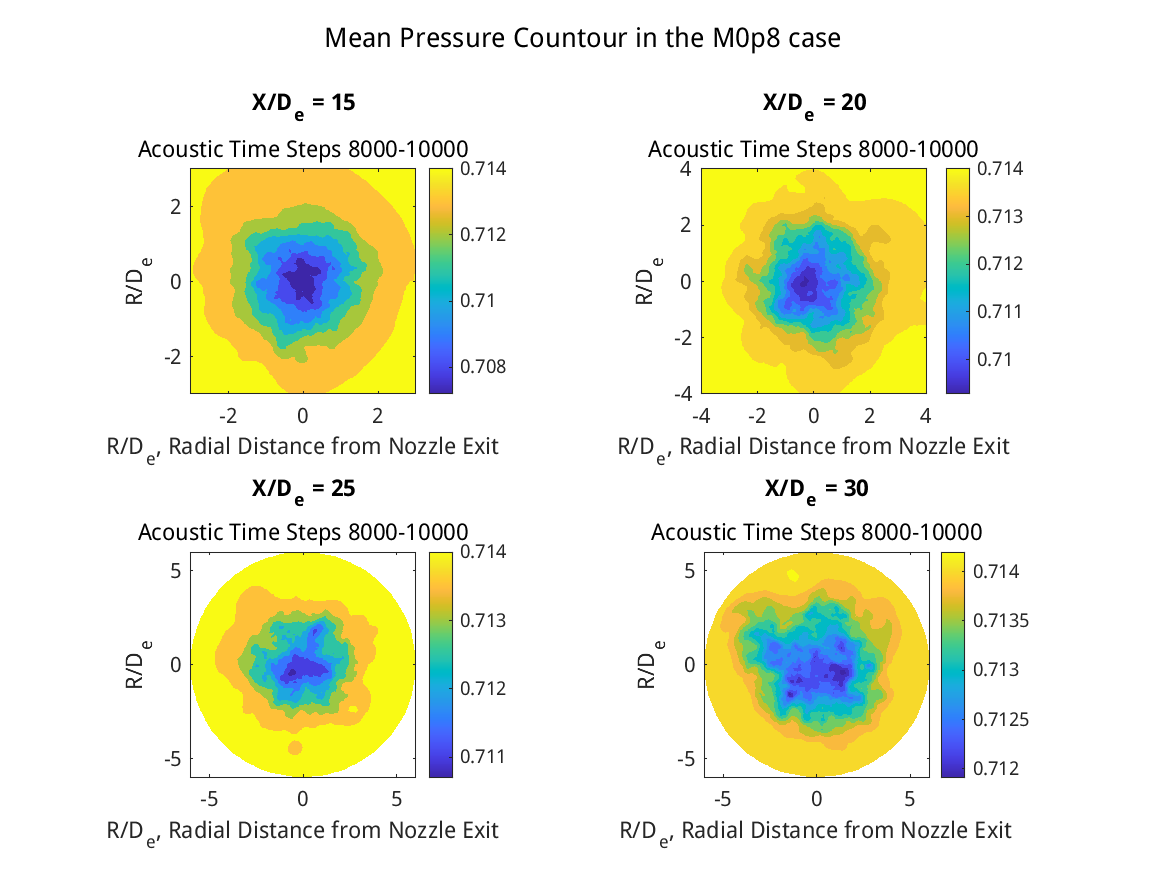 Mean Pressure Countour in the M0p8 case
X/De = 15
Acoustic Time Steps 8000-10000
2
0
-2
R/De
-2 0 2
R/De, Radial Distance from Nozzle Exit
0.714
0.712
0.71
0.708
X/De = 20
Acoustic Time Steps 8000-10000
4
2
0
-2
-4
R/De
-4 -2 0 2 4
R/De, Radial Distance from Nozzle Exit
0.714
0.713
0.712
0.711
0.71
X/De = 25
Acoustic Time Steps 8000-10000
5
0
-5
R/De
-5 0 5
R/De, Radial Distance from Nozzle Exit
0.714
0.713
0.712
0.711
X/De = 30
Acoustic Time Steps 8000-10000
5
0
-5
R/De
-5 0 5
R/De, Radial Distance from Nozzle Exit
0.714
0.7135
0.713
0.7125
0.712